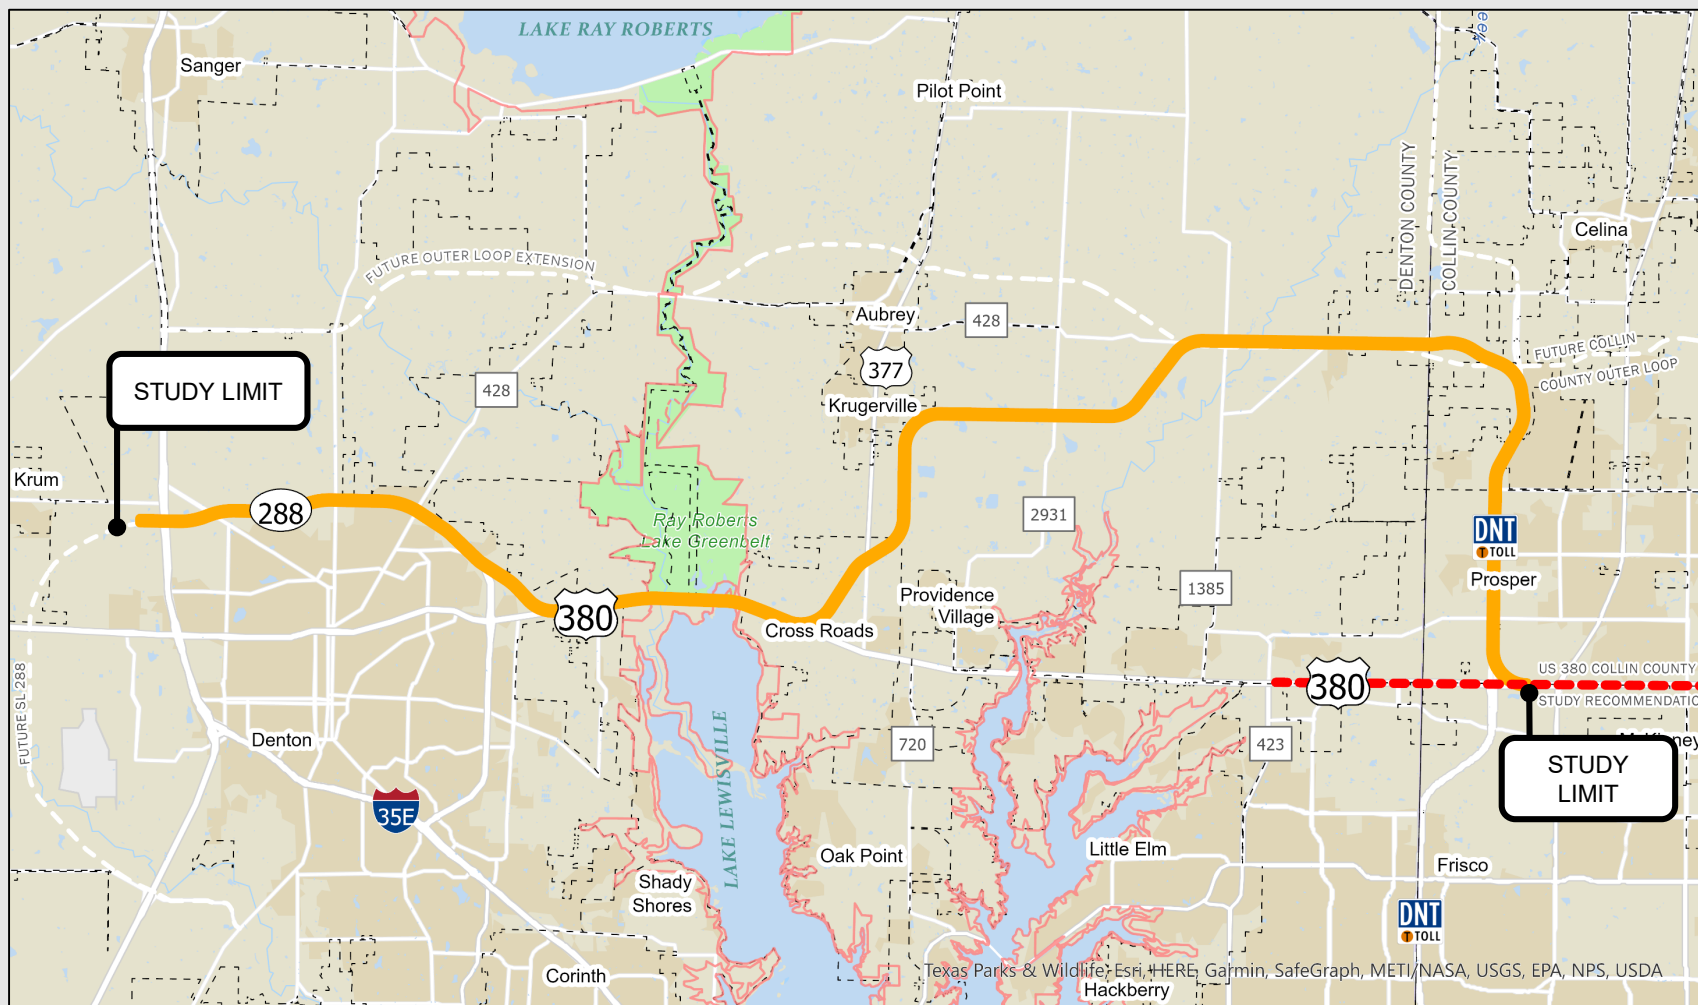 LAKE RAY ROBERTS
Sanger
Pilot Point
DENTON COUNTY
COLLIN COUNTY
Celina
FUTURE OUTER LOOP EXTENSION
Aubrey
428
377
FUTURE COLLIN
COUNTY OUTER LOOP
STUDY LIMIT
428
Krugerville
Krum
288
Ray Roberts
Lake Greenbelt
2931
DNT
TOLL
Prosper
1385
Providence
Village
380
Cross Roads
FUTURE SL 288
US 380 COLLIN COUNTY
380
STUDY RECOMMENDATIO
Denton
720
423
STUDY
LIMIT
35E
LAKE LEWISVILLE
Oak Point
Little Elm
Frisco
Shady
Shores
DNT
TOLL
Corinth
Texas Parks & Wildlife, Esri, HERE, Garmin, SafeGraph, METI/NASA, USGS, EPA, NPS, USDA
Hackberry